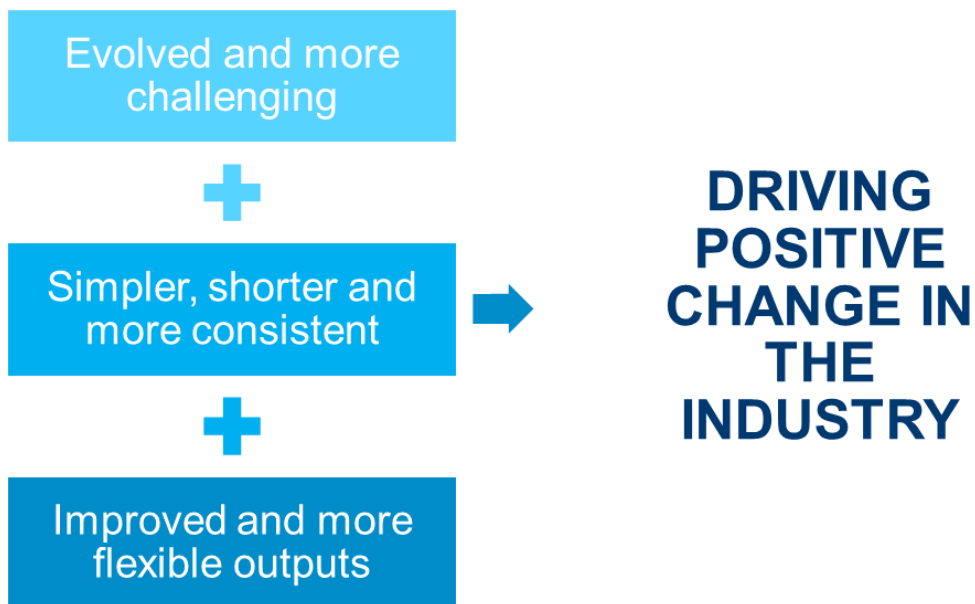 Evolved and more
challenging
Simpler, shorter and
more consistent
Improved and more
flexible outputs
DRIVING
POSITIVE
CHANGE IN
THE
INDUSTRY